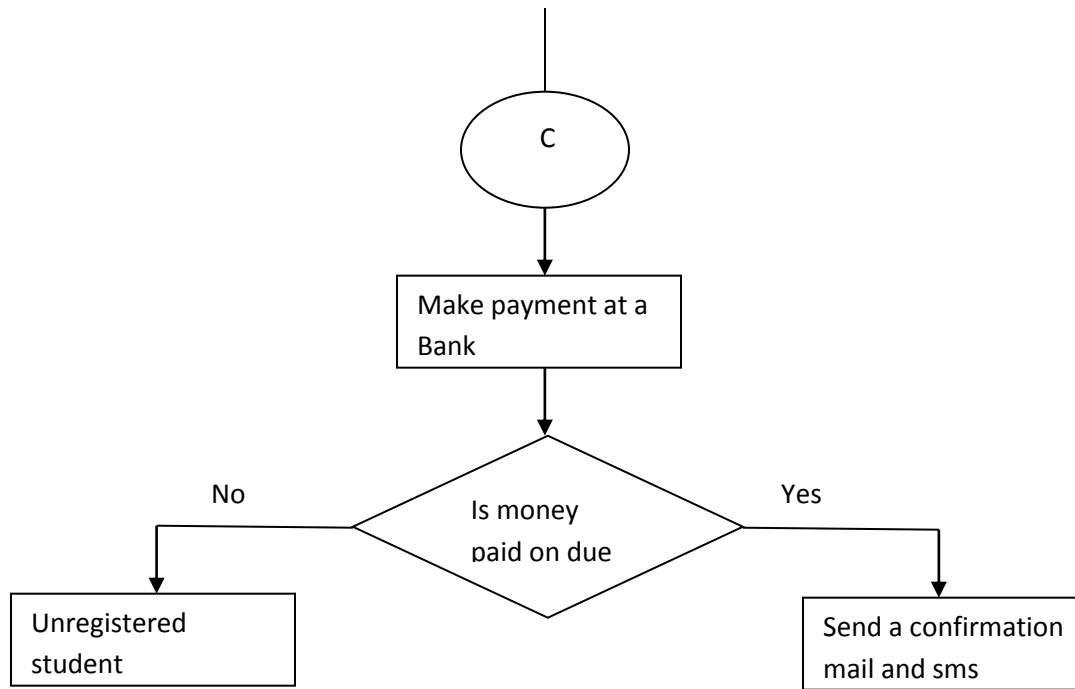 C
Make payment at a
Bank
No
Yes
Is money
paid on due
Unregistered
student
Send a confirmation
mail and sms